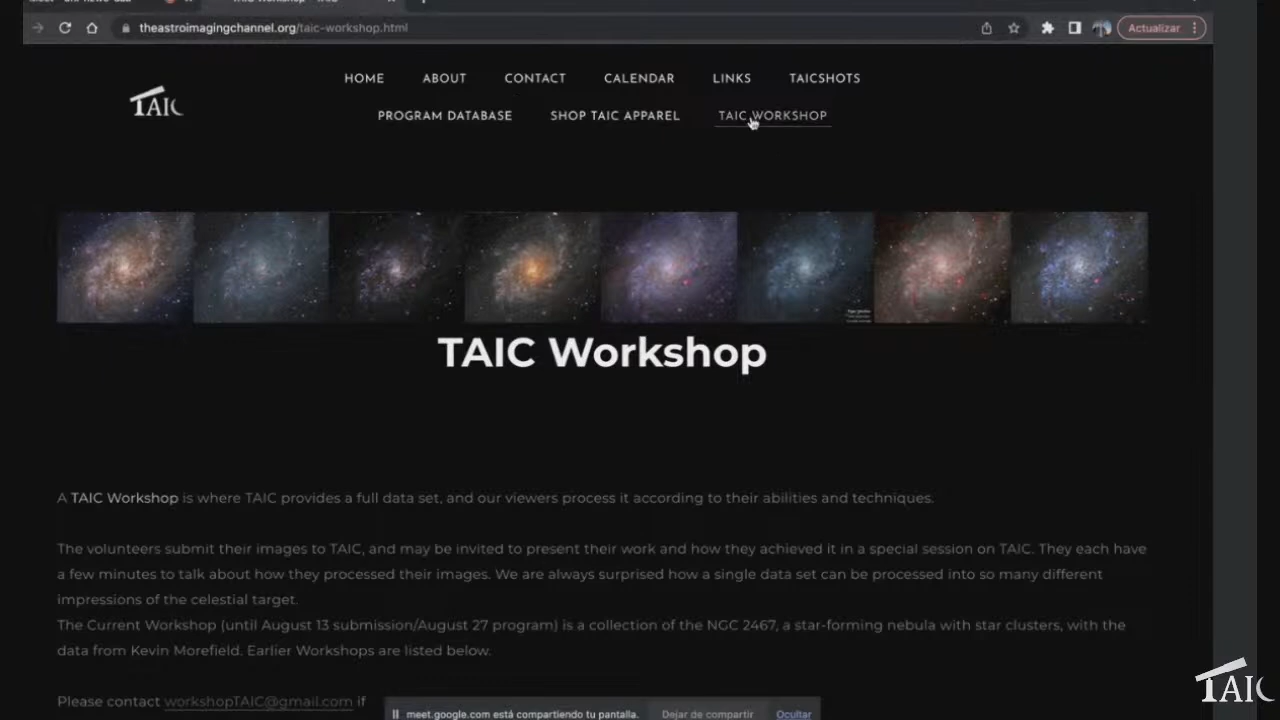 theastroimagingchannel.org/taic-workshop.html
Actualizar
TAIC
HOME ABOUT CONTACT CALENDAR LINKS TAICSHOTS
PROGRAM DATABASE SHOP TAIC APPAREL TAIC WORKSHOP
TAIC Workshop
A TAIC Workshop is where TAIC provides a full data set, and our viewers process it according to their abilities and techniques.
The volunteers submit their images to TAIC, and may be invited to present their work and how they achieved it in a special session on TAIC. They each have
a few minutes to talk about how they processed their images. We are always surprised how a single data set can be processed into so many different
impressions of the celestial target.
The Current Workshop (until August 13 submission/August 27 program) is a collection of the NGC 2467, a star-forming nebula with star clusters, with the
data from Kevin Morefield. Earlier Workshops are listed below.
Please contact workshopTAIC@gmail.com if
meet.google.com está compartiendo tu pantalla. Dejar de compartir Ocultar
TAIC